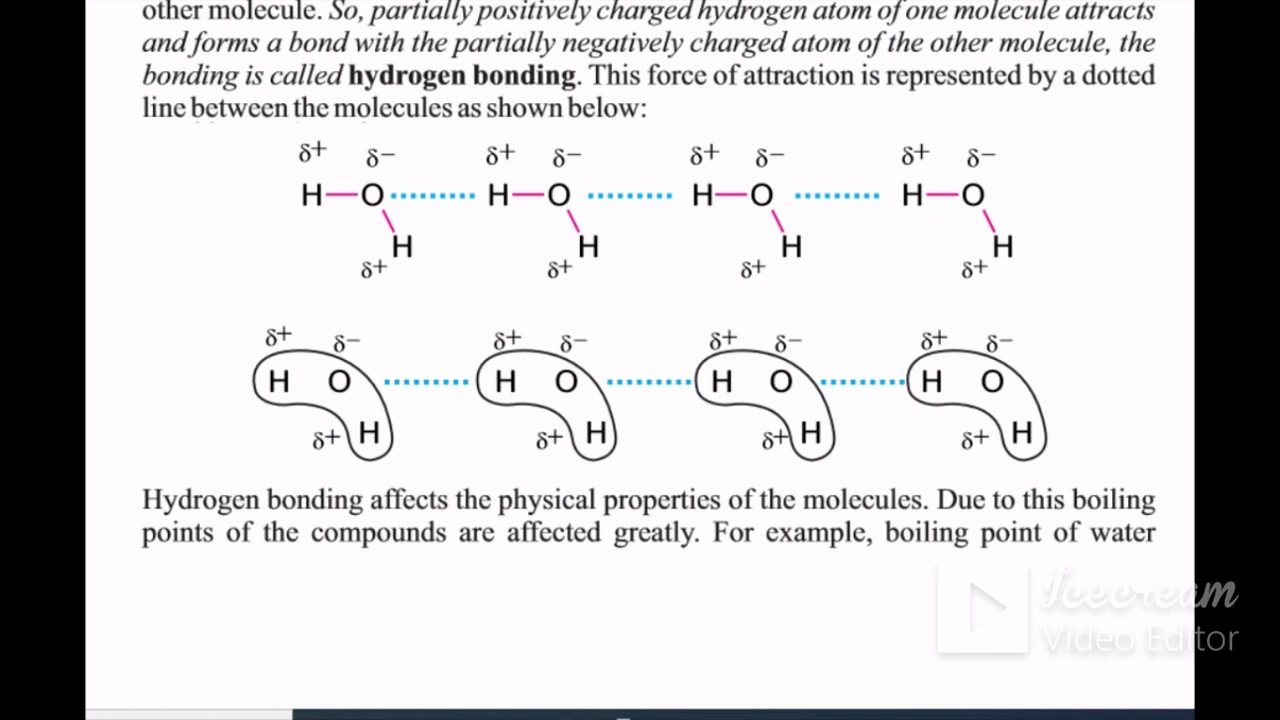 other molecule. So, partially positively charged hydrogen atom of one molecule attracts
and forms a bond with the partially negatively charged atom of the other molecule, the
bonding is called hydrogen bonding. This force of attraction is represented by a dotted
line between the molecules as shown below:
δ+ δ− δ+ δ− δ+ δ− δ+ δ−
H—O H—O H—O H—O
H H H H
δ+ δ+ δ+ δ+
δ+ δ− δ+ δ− δ+ δ− δ+ δ−
H O H O H O H O
δ+ H δ+ H δ+ H δ+ H
Hydrogen bonding affects the physical properties of the molecules. Due to this boiling
points of the compounds are affected greatly. For example, boiling point of water
Icecream
Video Editor